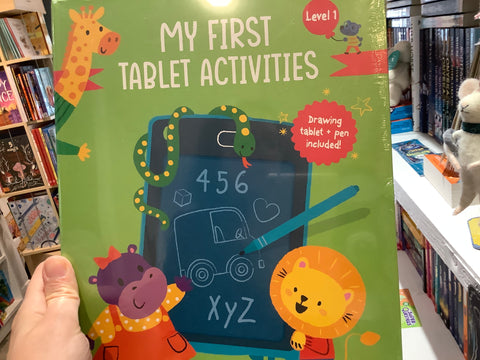 Level 1
MY FIRST
TABLET ACTIVITIES
Drawing
tablet + pen
included!
456
XyZ